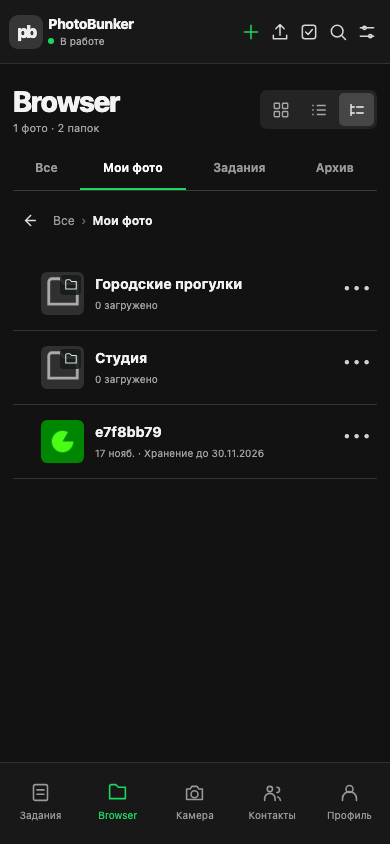 pb
PhotoBunker
В работе
Browser
1 фото · 2 папок
Все
Мои фото
Задания
Архив
Все › Мои фото
Городские прогулки
0 загружено
Студия
0 загружено
e7f8bb79
17 нояб. · Хранение до 30.11.2026
Задания
Browser
Камера
Контакты
Профиль